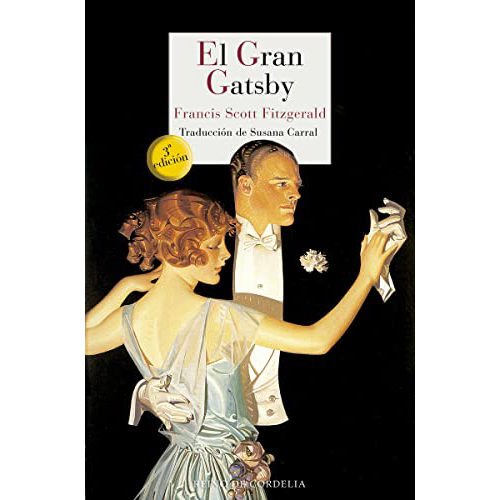 El Gran
Gatsby
Francis Scott Fitzgerald
Traducción de Susana Carral
3ª
edición
REINO DE CORDELIA